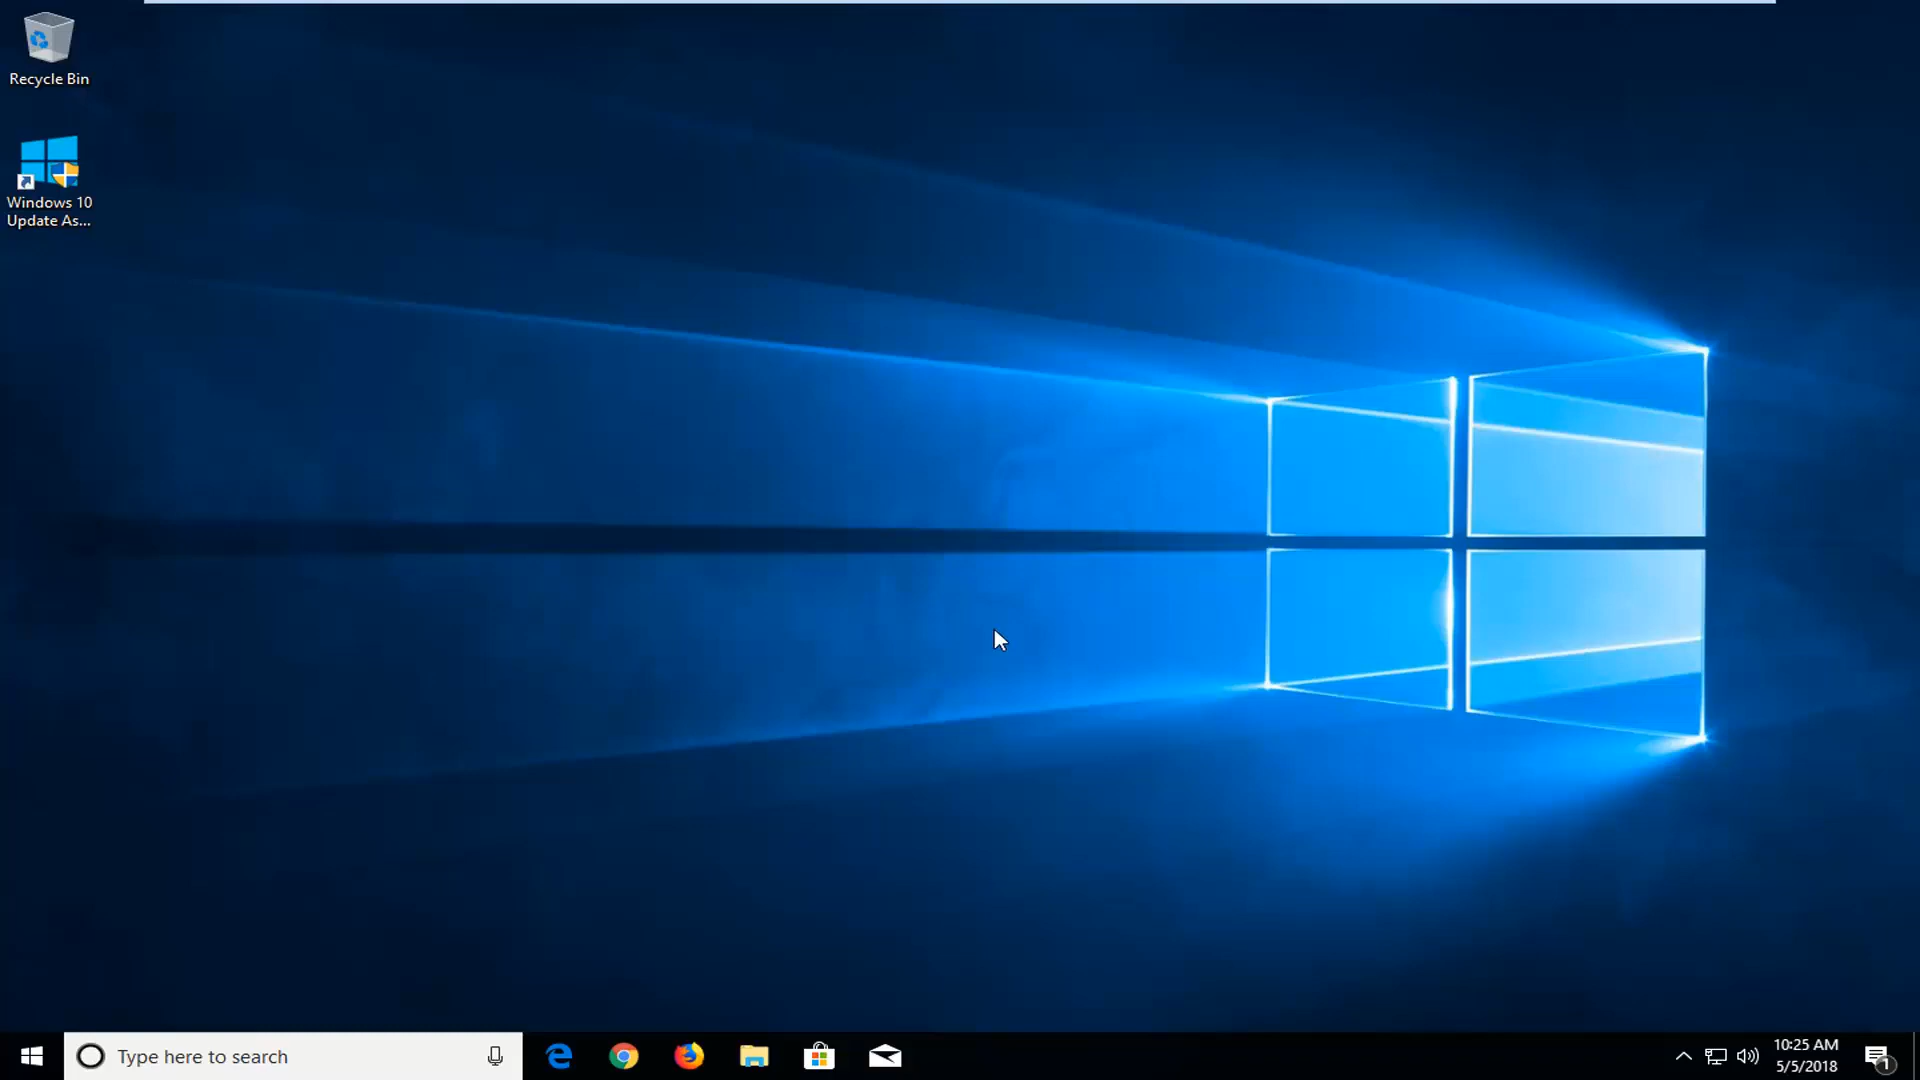 Recycle Bin
Windows 10
Update As...
Type here to search
10:25 AM
5/5/2018
1